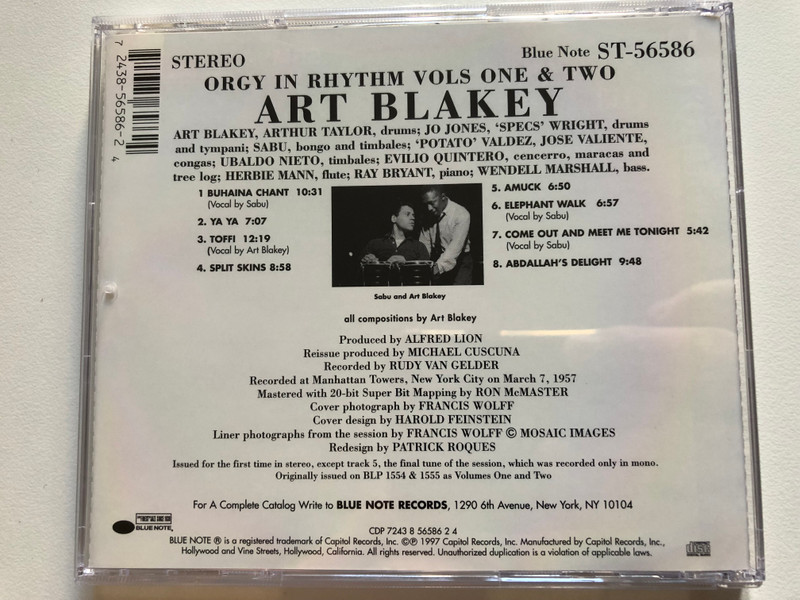 7 2438-56586-2 4
STEREO
Blue Note ST-56586
ORGY IN RHYTHM VOLS ONE & TWO
ART BLAKEY
ART BLAKEY, ARTHUR TAYLOR, drums; JO JONES, ‘SPECS’ WRIGHT, drums
and tympani; SABU, bongo and timbales; ‘POTATO’ VALDEZ, JOSE VALIENTE,
congas; UBALDO NIETO, timbales; EVILIO QUINTERO, cencerro, maracas and
tree log; HERBIE MANN, flute; RAY BRYANT, piano; WENDELL MARSHALL, bass.
1 BUHAINA CHANT 10:31
(Vocal by Sabu)
2. YA YA 7:07
3. TOFFI 12:19
(Vocal by Art Blakey)
4. SPLIT SKINS 8:58
5. AMUCK 6:50
6. ELEPHANT WALK 6:57
(Vocal by Sabu)
7. COME OUT AND MEET ME TONIGHT 5:42
(Vocal by Sabu)
8. ABDALLAH'S DELIGHT 9:48
Sabu and Art Blakey
all compositions by Art Blakey
Produced by ALFRED LION
Reissue produced by MICHAEL CUSCUNA
Recorded by RUDY VAN GELDER
Recorded at Manhattan Towers, New York City on March 7, 1957
Mastered with 20-bit Super Bit Mapping by RON McMASTER
Cover photograph by FRANCIS WOLFF
Cover design by HAROLD FEINSTEIN
Liner photographs from the session by FRANCIS WOLFF © MOSAIC IMAGES
Redesign by PATRICK ROQUES
Issued for the first time in stereo, except track 5, the final tune of the session, which was recorded only in mono.
Originally issued on BLP 1554 & 1555 as Volumes One and Two
For A Complete Catalog Write to BLUE NOTE RECORDS, 1290 6th Avenue, New York, NY 10104
BLUE NOTE
CDP 7243 8 56586 2 4
BLUE NOTE ® is a registered trademark of Capitol Records, Inc. ©℗ 1997 Capitol Records, Inc. Manufactured by Capitol Records, Inc.,
Hollywood and Vine Streets, Hollywood, California. All rights reserved. Unauthorized duplication is a violation of applicable laws.